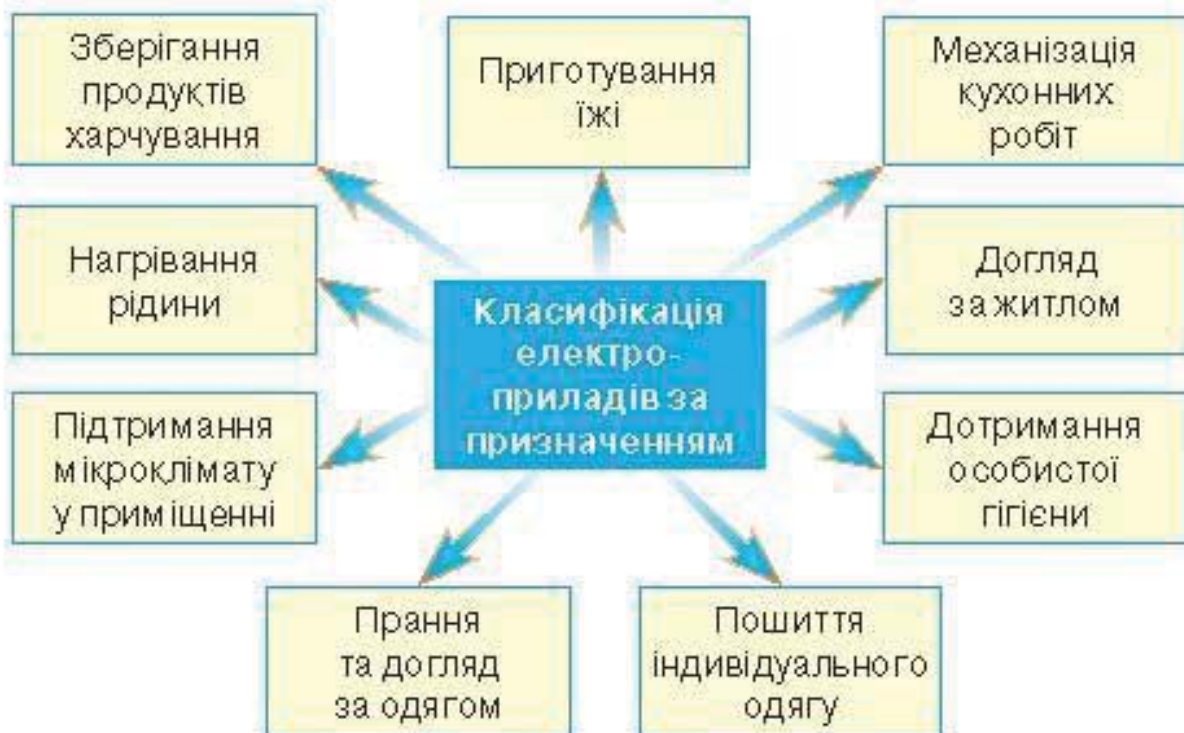 Зберігання
продуктів
харчування
Приготування
їжі
Механізація
кухонних
робіт
Нагрівання
рідини
Класифікація
електро-
приладів за
призначенням
Догляд
за житлом
Підтримання
мікроклімату
у приміщенні
Дотримання
особистої
гігієни
Прання
та догляд
за одягом
Пошиття
індивідуального
одягу